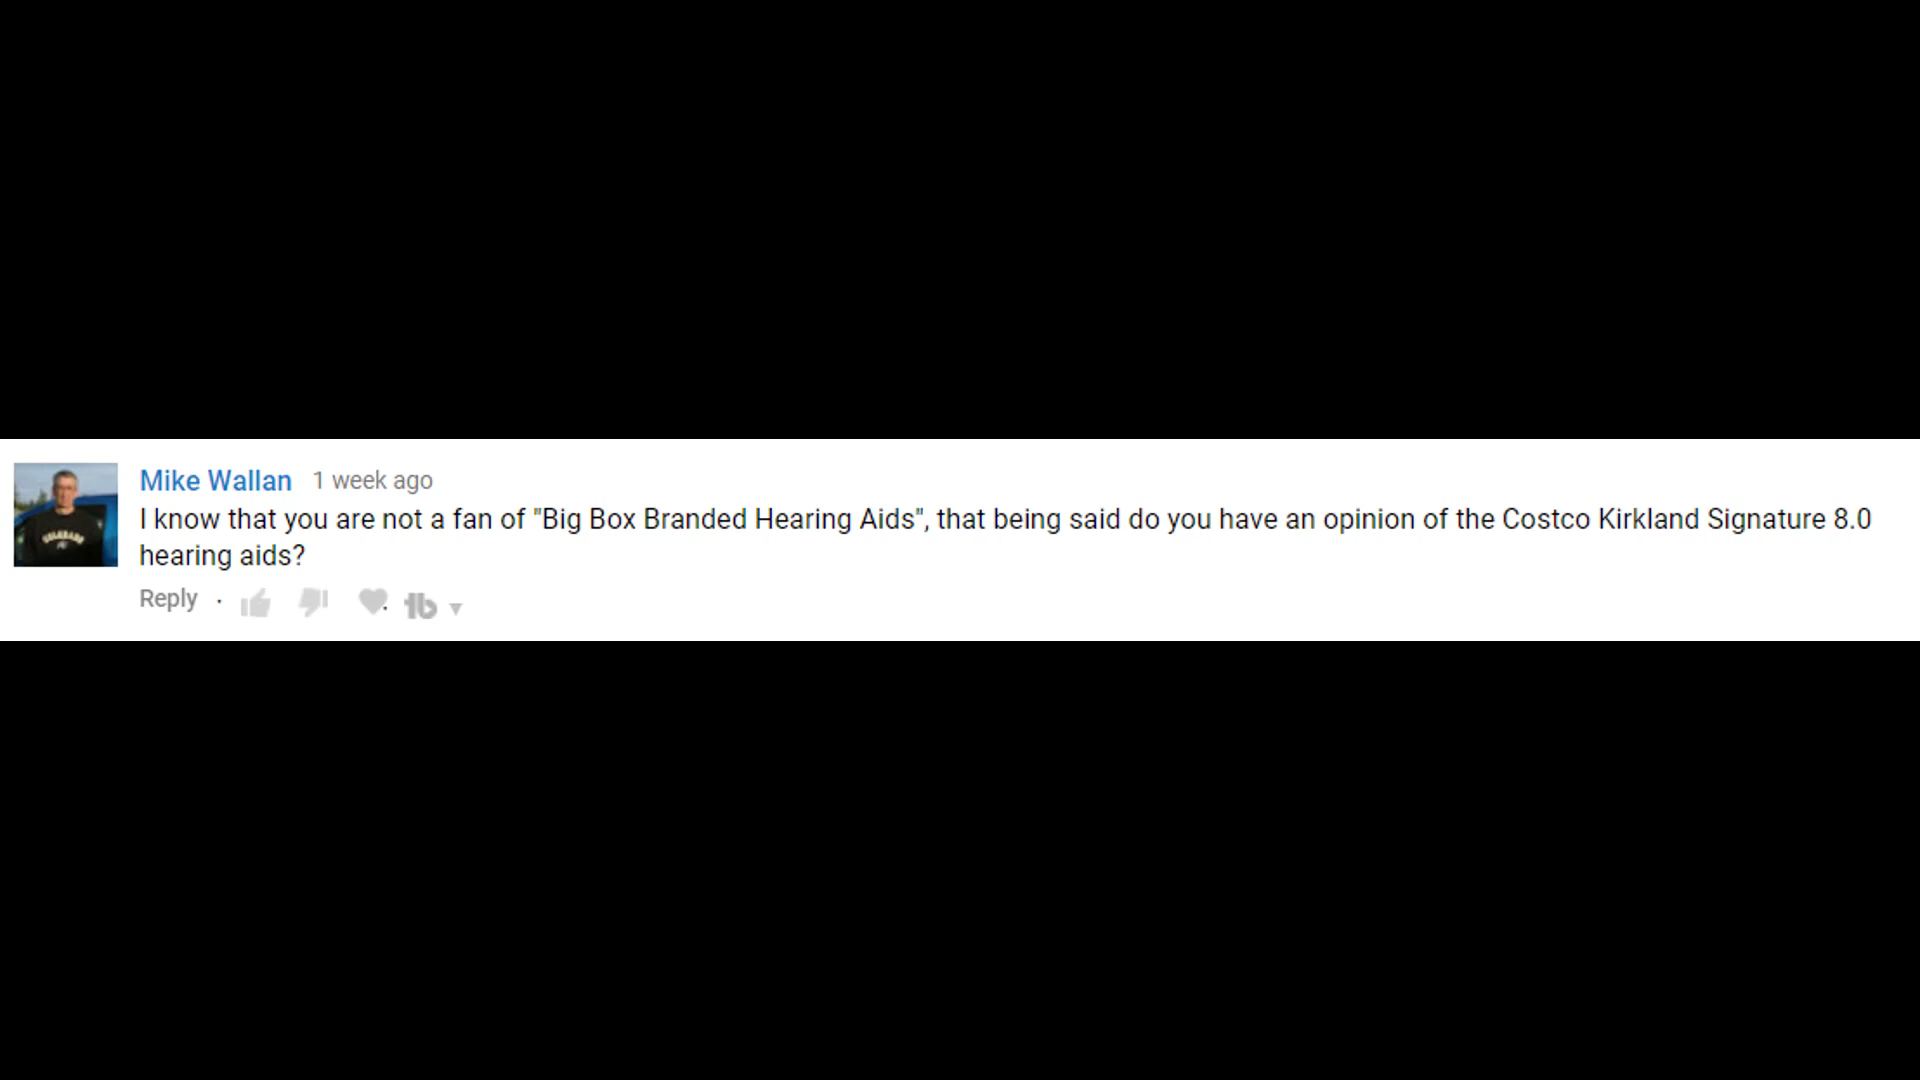 Mike Wallan 1 week ago
I know that you are not a fan of "Big Box Branded Hearing Aids", that being said do you have an opinion of the Costco Kirkland Signature 8.0
hearing aids?
Reply ·